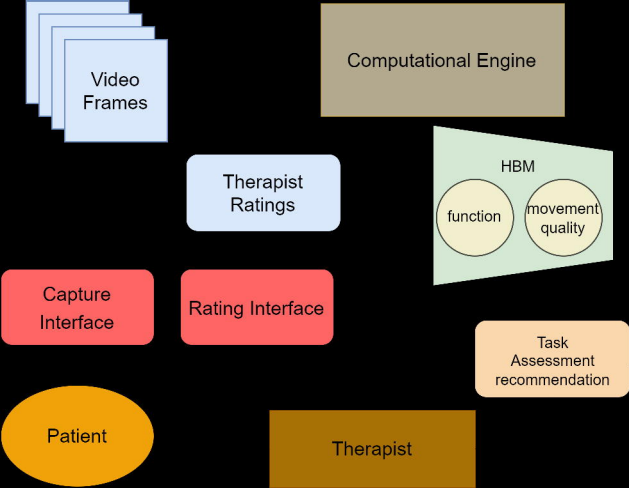 Video
Frames
Computational Engine
HBM
function
movement
quality
Therapist
Ratings
Capture
Interface
Rating Interface
Task
Assessment
recommendation
Patient
Therapist